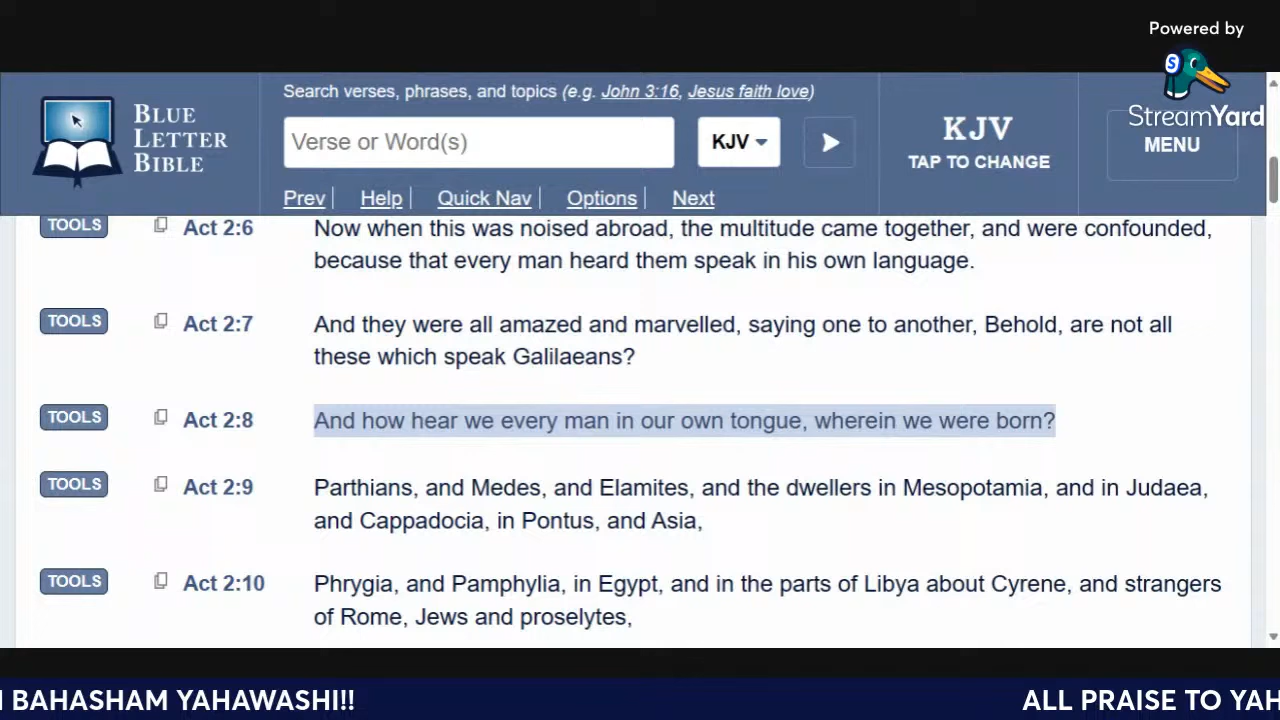 Powered by
StreamYard
BLUE
LETTER
BIBLE
Search verses, phrases, and topics (e.g. John 3:16, Jesus faith love)
Verse or Word(s)
KJV
KJV
TAP TO CHANGE
MENU
Prev
Help
Quick Nav
Options
Next
TOOLS Act 2:6 Now when this was noised abroad, the multitude came together, and were confounded,
because that every man heard them speak in his own language.
TOOLS Act 2:7 And they were all amazed and marvelled, saying one to another, Behold, are not all
these which speak Galilaeans?
TOOLS Act 2:8 And how hear we every man in our own tongue, wherein we were born?
TOOLS Act 2:9 Parthians, and Medes, and Elamites, and the dwellers in Mesopotamia, and in Judaea,
and Cappadocia, in Pontus, and Asia,
TOOLS Act 2:10 Phrygia, and Pamphylia, in Egypt, and in the parts of Libya about Cyrene, and strangers
of Rome, Jews and proselytes,
BAHASHAM YAHAWASHI!! ALL PRAISE TO YAH